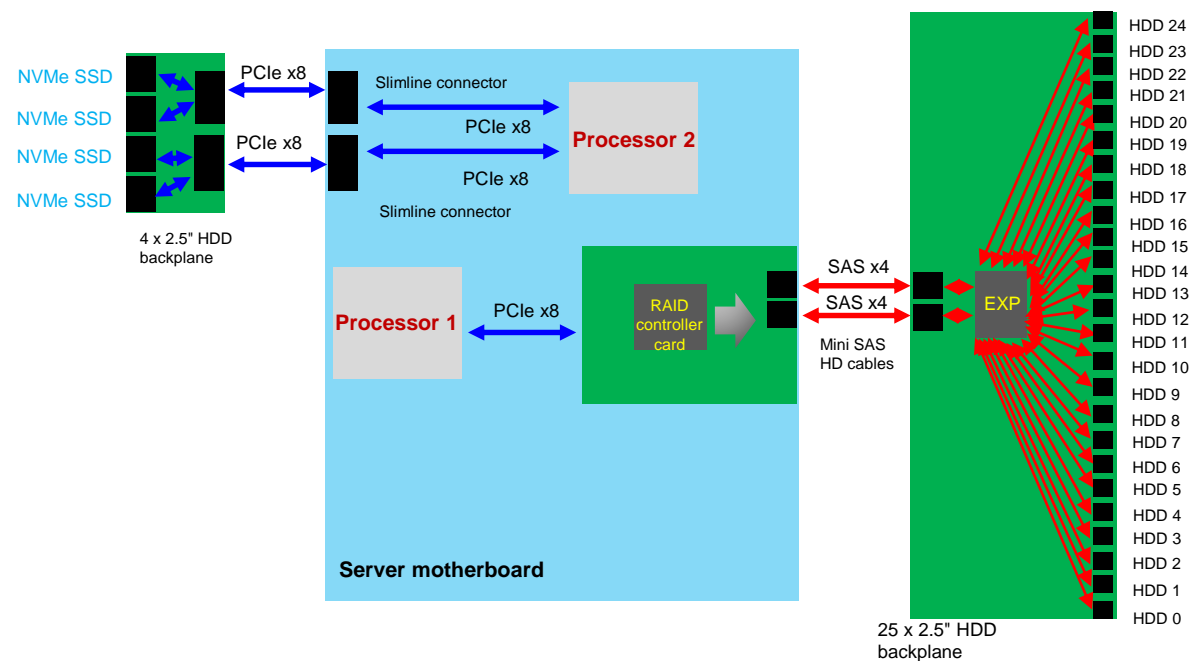 NVMe SSD
NVMe SSD
NVMe SSD
NVMe SSD
4 x 2.5" HDD
backplane
PCIe x8
PCIe x8
Slimline connector
PCIe x8
PCIe x8
Slimline connector
Processor 2
Processor 1
PCIe x8
RAID
controller
card
Server motherboard
SAS x4
SAS x4
Mini SAS
HD cables
EXP
25 x 2.5" HDD
backplane
HDD 24
HDD 23
HDD 22
HDD 21
HDD 20
HDD 19
HDD 18
HDD 17
HDD 16
HDD 15
HDD 14
HDD 13
HDD 12
HDD 11
HDD 10
HDD 9
HDD 8
HDD 7
HDD 6
HDD 5
HDD 4
HDD 3
HDD 2
HDD 1
HDD 0